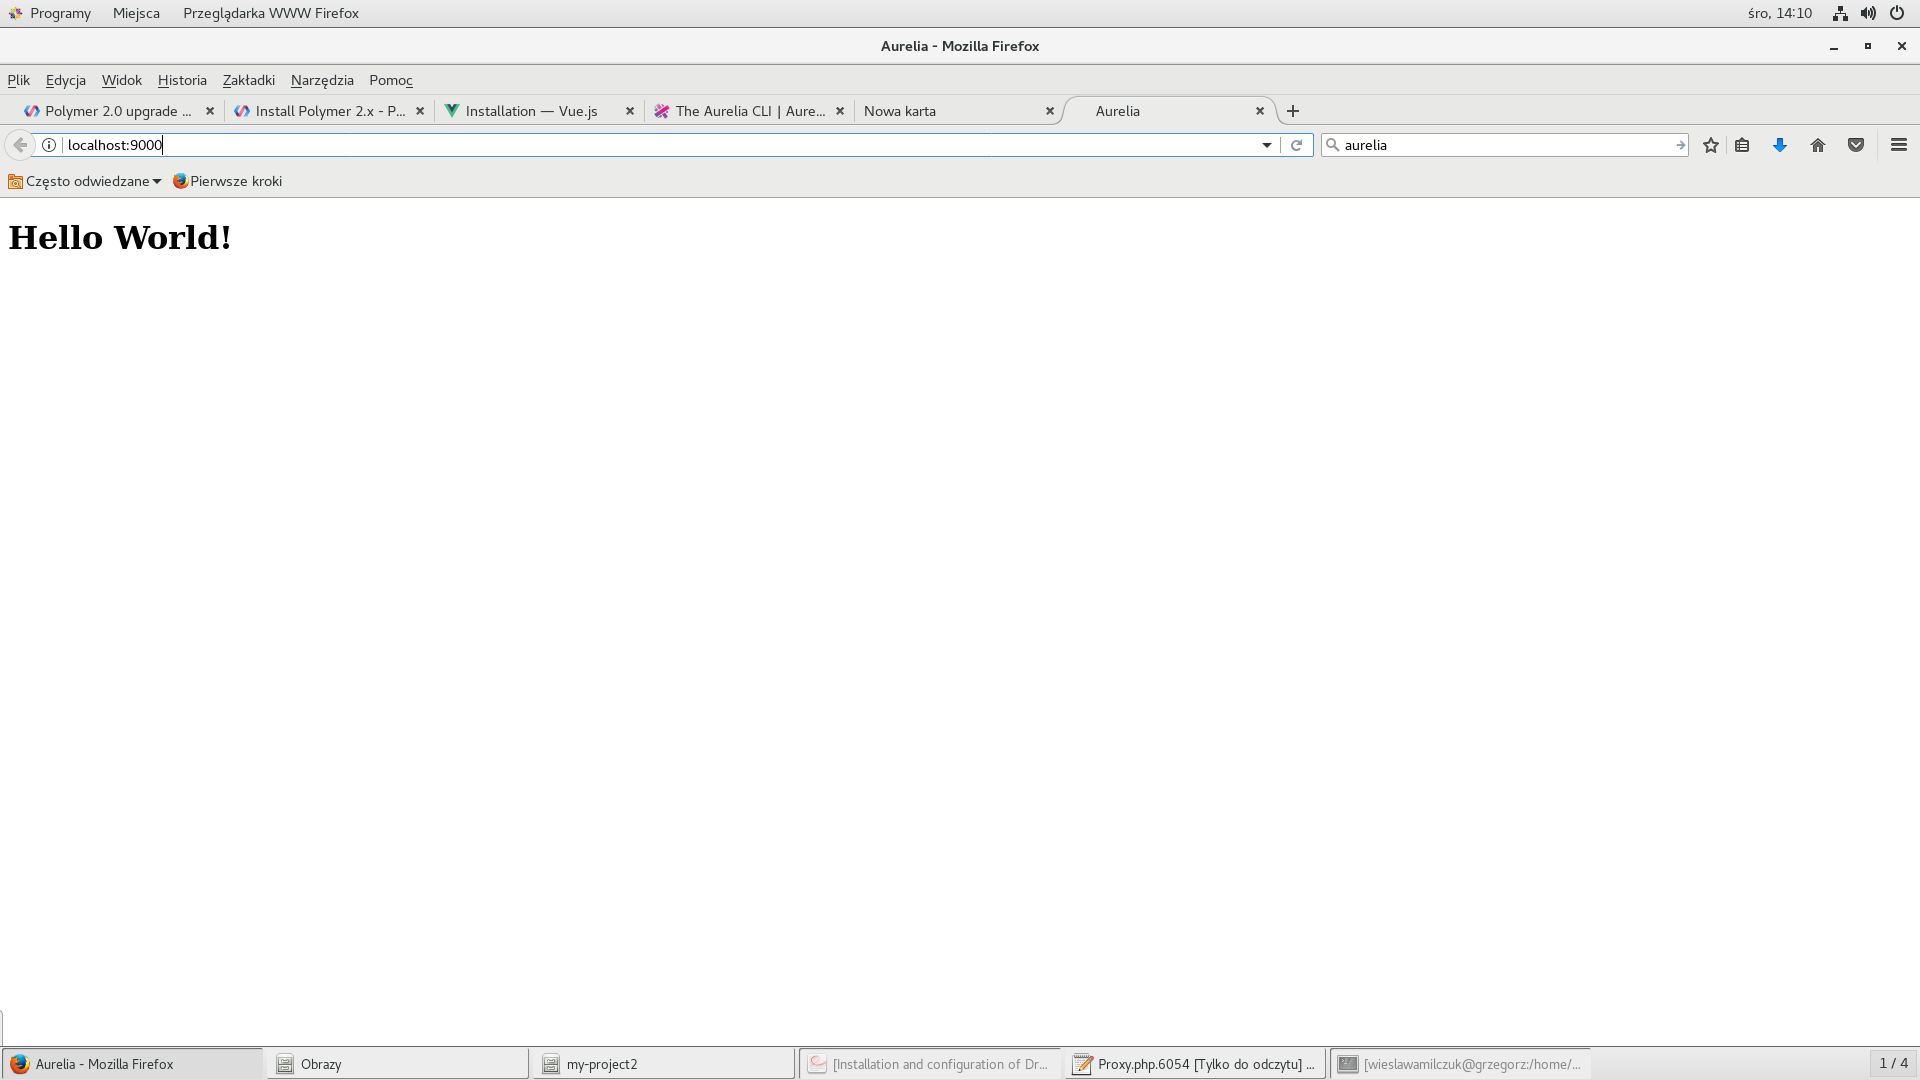 Programy Miejsca Przeglądarka WWW Firefox śro, 14:10
Aurelia - Mozilla Firefox
Plik Edycja Widok Historia Zakładki Narzędzia Pomoc
Polymer 2.0 upgrade ... Install Polymer 2.x - P... Installation — Vue.js The Aurelia CLI | Aure... Nowa karta Aurelia
localhost:9000 aurelia
Często odwiedzane Pierwsze kroki
Hello World!
Aurelia - Mozilla Firefox Obrazy my-project2 [Installation and configuration of Dr... Proxy.php.6054 [Tylko do odczytu] ... [wieslawamilczuk@grzegorz:/home/... 1 / 4